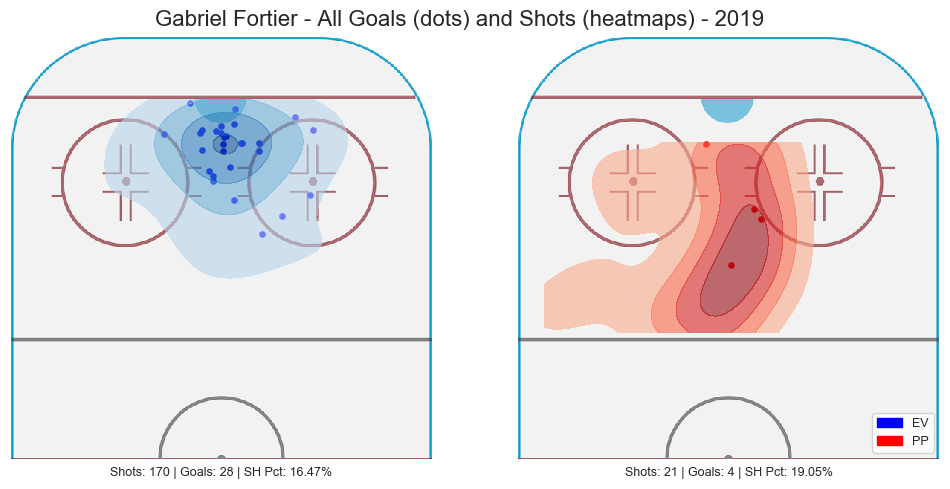 Gabriel Fortier - All Goals (dots) and Shots (heatmaps) - 2019
EV
PP
Shots: 170 | Goals: 28 | SH Pct: 16.47%
Shots: 21 | Goals: 4 | SH Pct: 19.05%